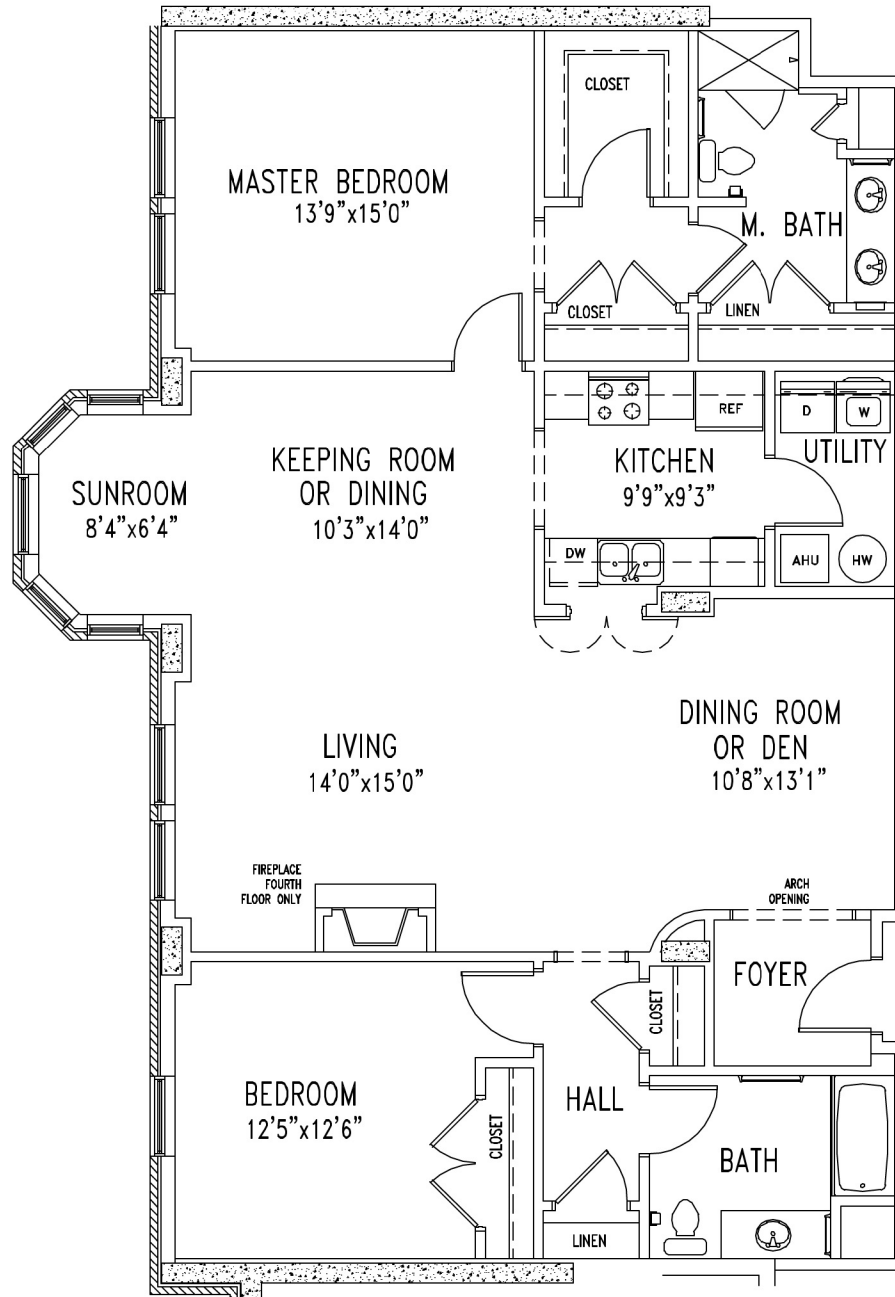 CLOSET
MASTER BEDROOM
13'9"x15'0"
M. BATH
CLOSET
LINEN
REF
D
W
UTILITY
KEEPING ROOM
OR DINING
10'3"x14'0"
KITCHEN
9'9"x9'3"
SUNROOM
8'4"x6'4"
DW
AHU
HW
DINING ROOM
OR DEN
10'8"x13'1"
LIVING
14'0"x15'0"
FIREPLACE
FOURTH
FLOOR ONLY
ARCH
OPENING
FOYER
CLOSET
BEDROOM
12'5"x12'6"
CLOSET
HALL
BATH
LINEN